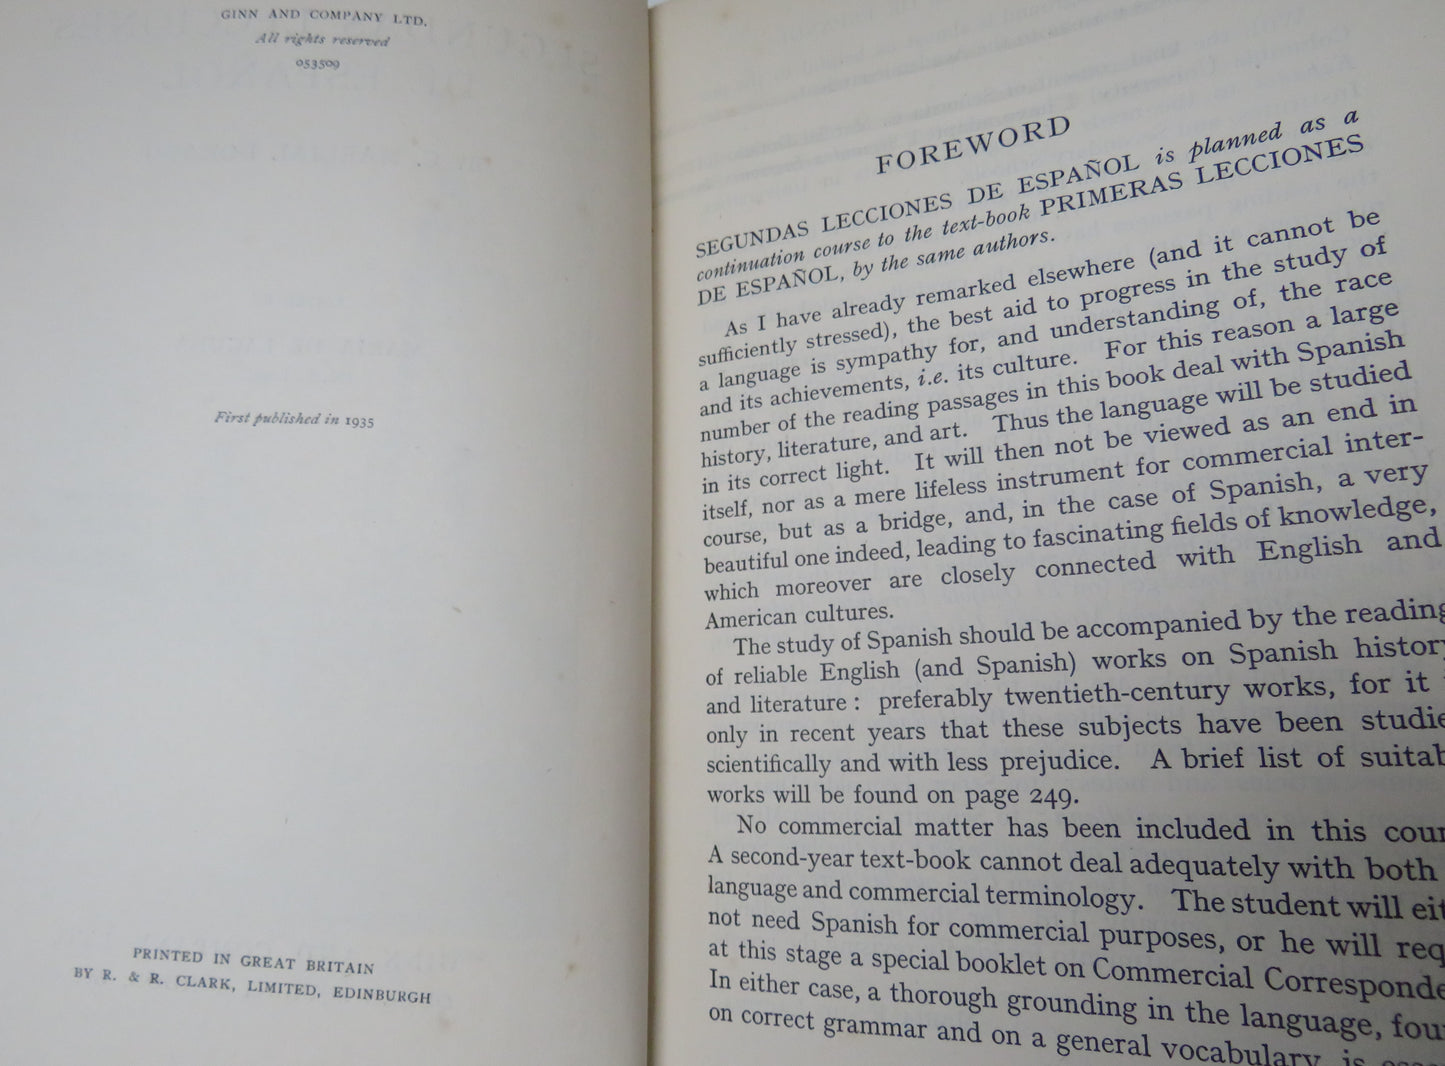 GINN AND COMPANY LTD.
All rights reserved
053509
First published in 1935
PRINTED IN GREAT BRITAIN
BY R. & R. CLARK, LIMITED, EDINBURGH
FOREWORD
SEGUNDAS LECCIONES DE ESPAÑOL is planned as a
continuation course to the text-book PRIMERAS LECCIONES
DE ESPAÑOL, by the same authors.
As I have already remarked elsewhere (and it cannot be
sufficiently stressed), the best aid to progress in the study of
a language is sympathy for, and understanding of, the race
and its achievements, i.e. its culture. For this reason a large
number of the reading passages in this book deal with Spanish
history, literature, and art. Thus the language will be studied
in its correct light. It will then not be viewed as an end in
itself, nor as a mere lifeless instrument for commercial inter-
course, but as a bridge, and, in the case of Spanish, a very
beautiful one indeed, leading to fascinating fields of knowledge,
which moreover are closely connected with English and
American cultures.
The study of Spanish should be accompanied by the reading
of reliable English (and Spanish) works on Spanish history
and literature : preferably twentieth-century works, for it
only in recent years that these subjects have been studie
scientifically and with less prejudice. A brief list of suitab
works will be found on page 249.
No commercial matter has been included in this cour
A second-year text-book cannot deal adequately with both
language and commercial terminology. The student will eit
not need Spanish for commercial purposes, or he will req
at this stage a special booklet on Commercial Corresponde
In either case, a thorough grounding in the language, foun
on correct grammar and on a general vocabulary, is